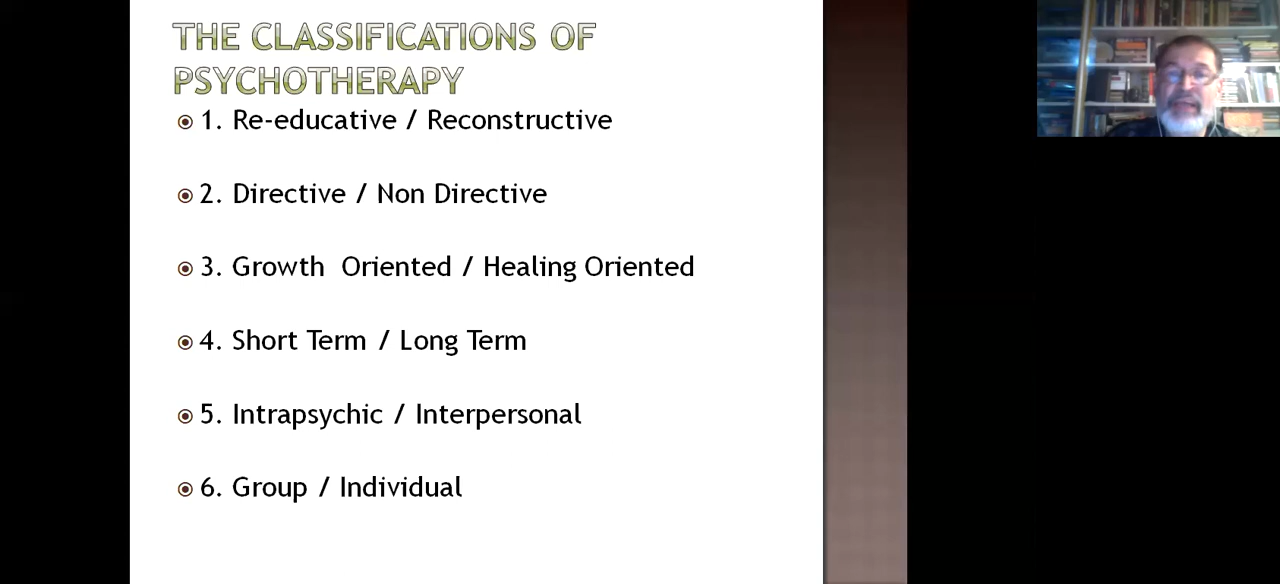 THE CLASSIFICATIONS OF
PSYCHOTHERAPY
1. Re-educative / Reconstructive
2. Directive / Non Directive
3. Growth  Oriented / Healing Oriented
4. Short Term / Long Term
5. Intrapsychic / Interpersonal
6. Group / Individual